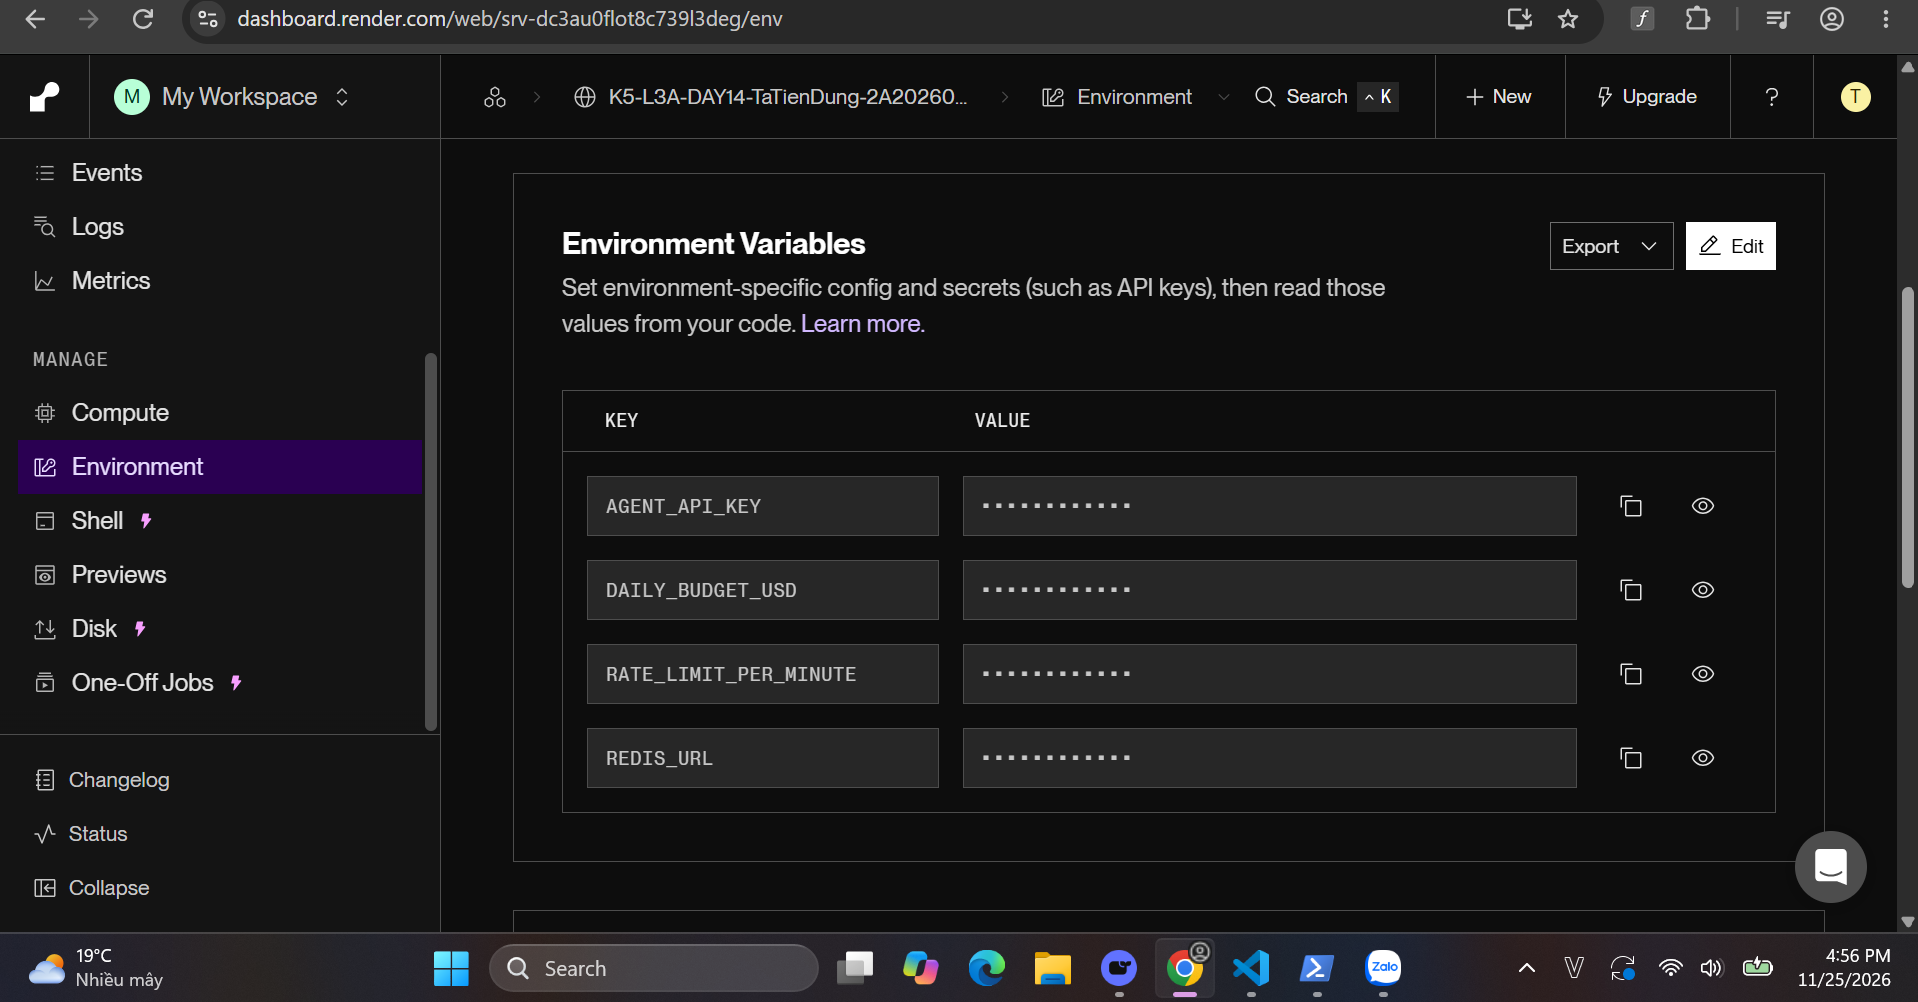 dashboard.render.com/web/srv-dc3au0flot8c739l3deg/env
M My Workspace
K5-L3A-DAY14-TaTienDung-2A20260... Environment Search ^ K + New Upgrade ? T
Events
Logs
Metrics
MANAGE
Compute
Environment
Shell
Previews
Disk
One-Off Jobs
Changelog
Status
Collapse
Environment Variables
Export
Edit
Set environment-specific config and secrets (such as API keys), then read those
values from your code. Learn more.
KEY VALUE
AGENT_API_KEY ............
DAILY_BUDGET_USD ............
RATE_LIMIT_PER_MINUTE ............
REDIS_URL ............
19°C
Nhiều mây
Search
Zalo
V
4:56 PM
11/25/2026